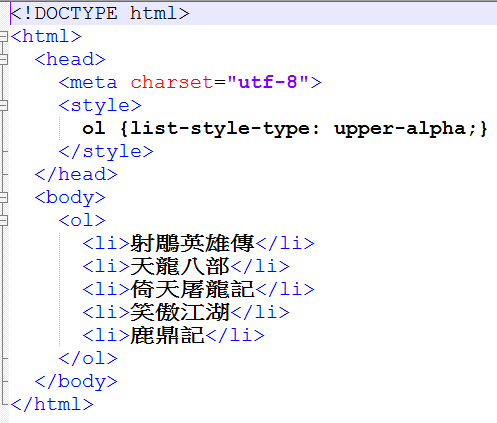 <!DOCTYPE html>
<html>
  <head>
    <meta charset="utf-8">
    <style>
      ol {list-style-type: upper-alpha;}
    </style>
  </head>
  <body>
    <ol>
      <li>射鵰英雄傳</li>
      <li>天龍八部</li>
      <li>倚天屠龍記</li>
      <li>笑傲江湖</li>
      <li>鹿鼎記</li>
    </ol>
  </body>
</html>